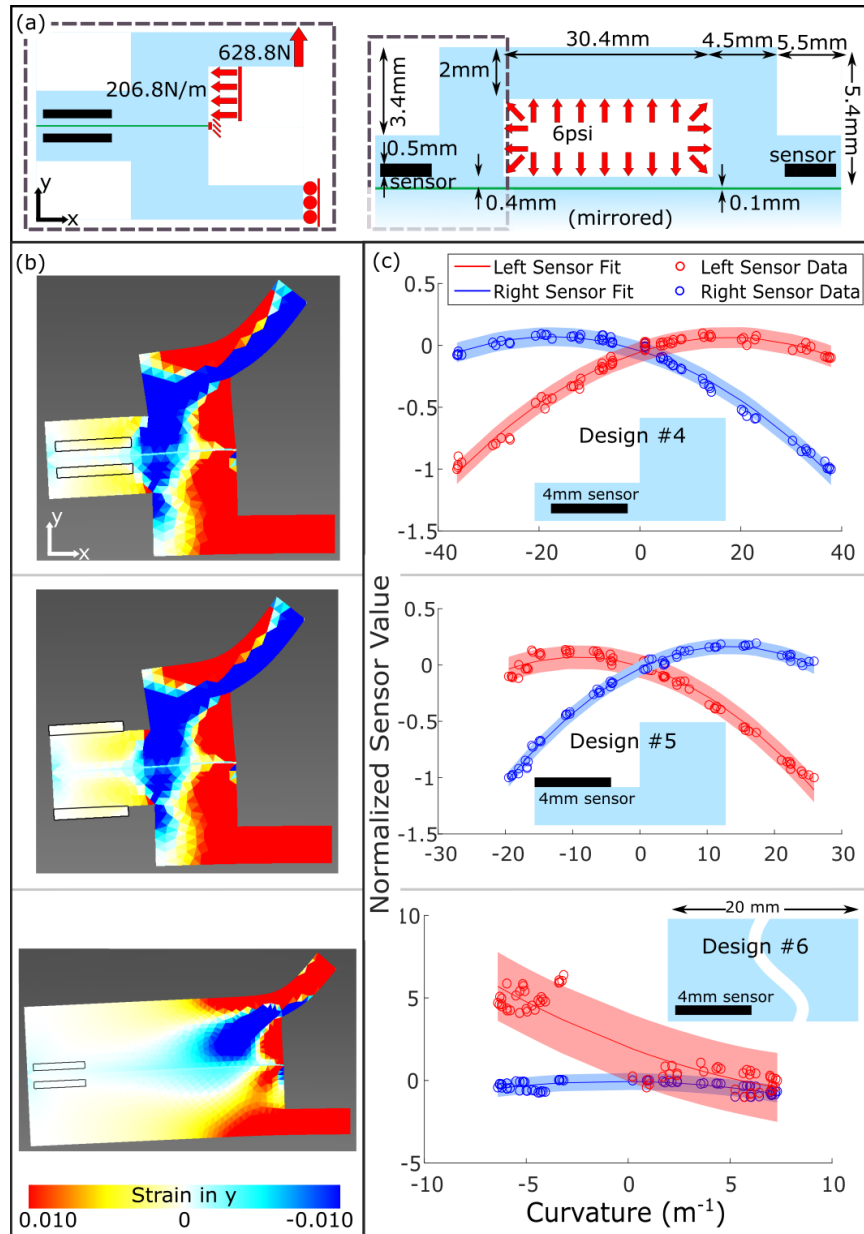 (a)
628.8N
206.8N/m
y
x
30.4mm
4.5mm
5.5mm
2mm
3.4mm
5.4mm
6psi
0.5mm
sensor
sensor
0.4mm
(mirrored)
0.1mm
(b)
y
x
Strain in y
0.010
0
-0.010
(c)
Left Sensor Fit
Left Sensor Data
Right Sensor Fit
Right Sensor Data
Normalized Sensor Value
0.5
0
-0.5
-1
-1.5
-40
-20
0
20
40
Design #4
4mm sensor
0.5
0
-0.5
-1
-1.5
-30
-20
-10
0
10
20
30
Design #5
4mm sensor
10
5
0
-5
-10
-5
0
5
10
20 mm
Design #6
4mm sensor
Curvature (m⁻¹)